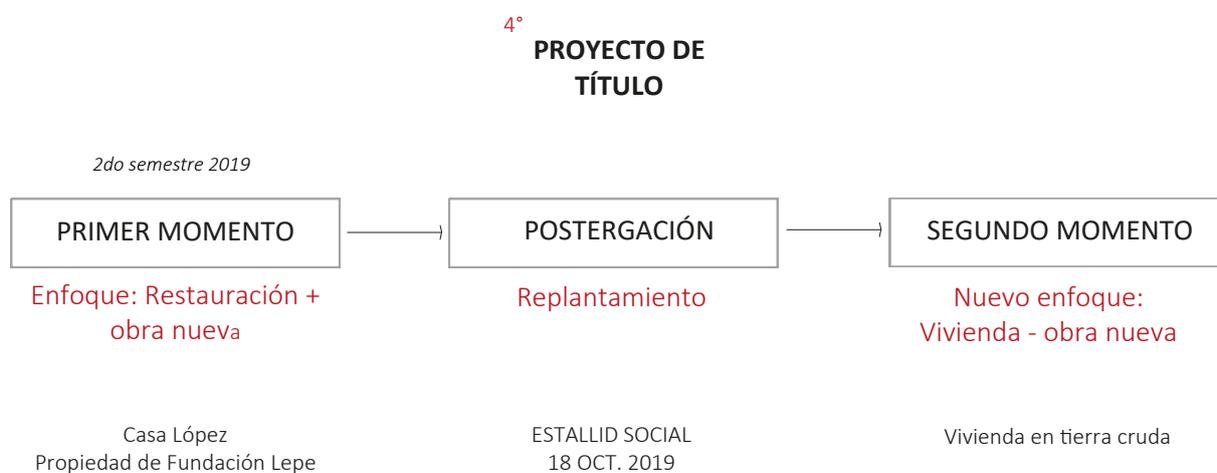 4°
PROYECTO DE
TÍTULO
2do semestre 2019
PRIMER MOMENTO
Enfoque: Restauración +
obra nueva
Casa López
Propiedad de Fundación Lepe
POSTERGACIÓN
Replantamiento
ESTALLID SOCIAL
18 OCT. 2019
SEGUNDO MOMENTO
Nuevo enfoque:
Vivienda - obra nueva
Vivienda en tierra cruda